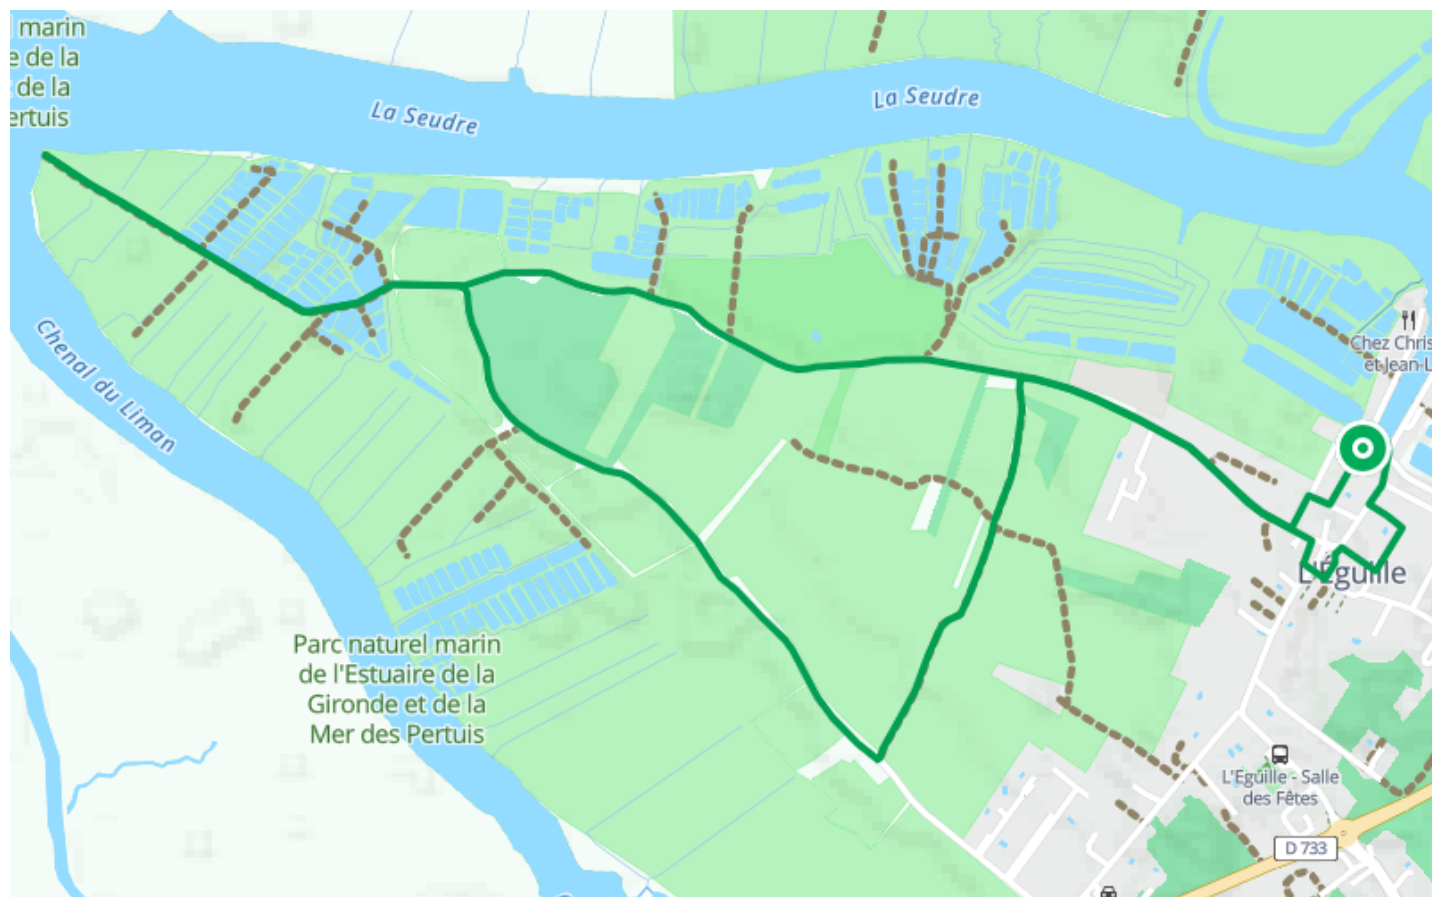 marin
e de la
de la
ertuis
La Seudre
La Seudre
Chenal du Liman
Chez Chris
et Jean-L
L'Éguille
Parc naturel marin
de l'Estuaire de la
Gironde et de la
Mer des Pertuis
L'Eguille - Salle
des Fêtes
D 733